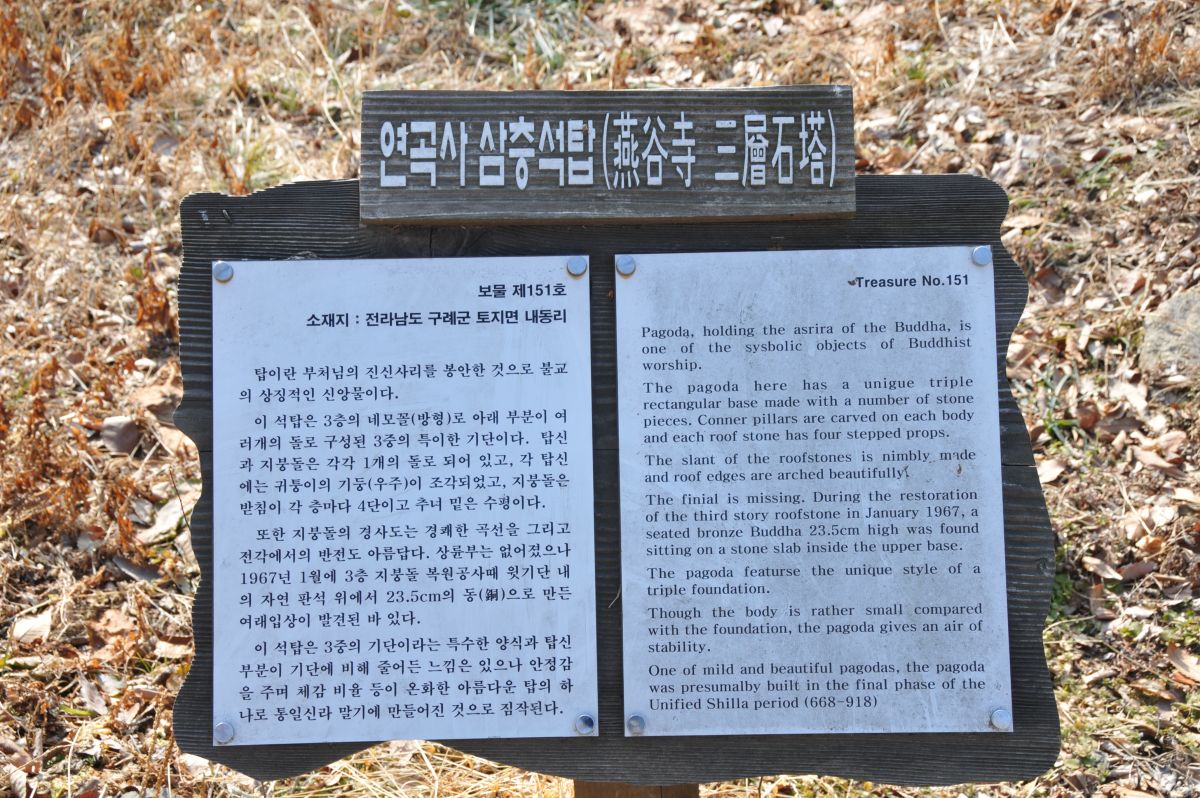 연곡사 삼층석탑(燕谷寺 三層石塔)
보물 제151호
소재지 : 전라남도 구례군 토지면 내동리
탑이란 부처님의 진신사리를 봉안한 것으로 불교
의 상징적인 신앙물이다.
이 석탑은 3층의 네모꼴(방형)로 아래 부분이 여
러개의 돌로 구성된 3중의 특이한 기단이다. 탑신
과 지붕돌은 각각 1개의 돌로 되어 있고, 각 탑신
에는 귀퉁이의 기둥(우주)이 조각되었고, 지붕돌은
받침이 각 층마다 4단이고 추녀 밑은 수평이다.
또한 지붕돌의 경사도는 경쾌한 곡선을 그리고
전각에서의 반전도 아름답다. 상륜부는 없어졌으나
1967년 1월에 3층 지붕돌 복원공사때 윗기단 내
의 자연 판석 위에서 23.5cm의 동(銅)으로 만든
여래입상이 발견된 바 있다.
이 석탑은 3중의 기단이라는 특수한 양식과 탑신
부분이 기단에 비해 줄어든 느낌은 있으나 안정감
을 주며 체감 비율 등이 온화한 아름다운 탑의 하
나로 통일신라 말기에 만들어진 것으로 짐작된다.
Treasure No.151
Pagoda, holding the asrira of the Buddha, is
one of the sysbolic objects of Buddhist
worship.
The pagoda here has a unigue triple
rectangular base made with a number of stone
pieces. Conner pillars are carved on each body
and each roof stone has four stepped props.
The slant of the roofstones is nimbly made
and roof edges are arched beautifully.
The finial is missing. During the restoration
of the third story roofstone in January 1967, a
seated bronze Buddha 23.5cm high was found
sitting on a stone slab inside the upper base.
The pagoda featurse the unique style of a
triple foundation.
Though the body is rather small compared
with the foundation, the pagoda gives an air of
stability.
One of mild and beautiful pagodas, the pagoda
was presumalby built in the final phase of the
Unified Shilla period (668-918)